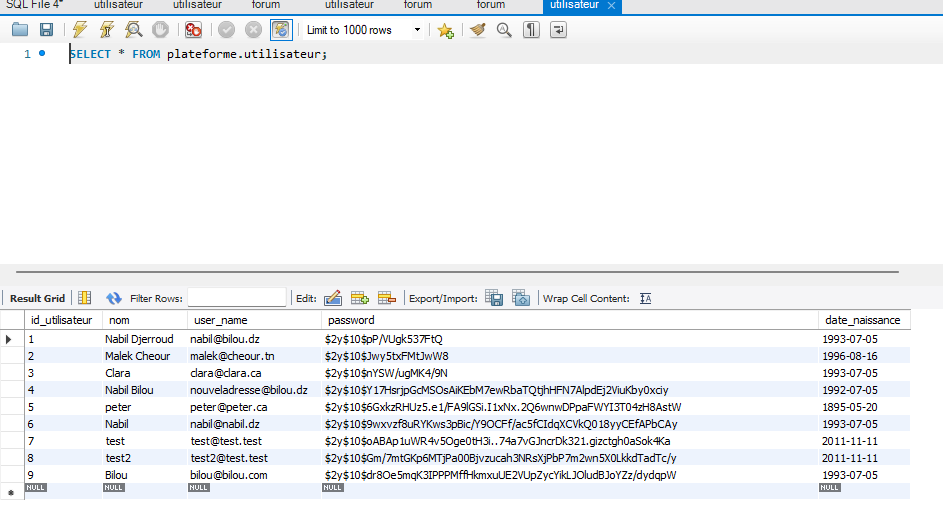 SQL File 4* utilisateur utilisateur forum utilisateur forum forum utilisateur
Limit to 1000 rows
1 SELECT * FROM plateforme.utilisateur;
Result Grid Filter Rows: Edit: Export/Import: Wrap Cell Content:
id_utilisateur nom user_name password date_naissance
1 Nabil Djerroud nabil@bilou.dz $2y$10$pP/VUgk537FtQ 1993-07-05
2 Malek Cheour malek@cheour.tn $2y$10$Jwy5txFMtJwW8 1996-08-16
3 Clara clara@clara.ca $2y$10$nYSW/ugMK4/9N 1993-07-05
4 Nabil Bilou nouveladresse@bilou.dz $2y$10$Y17HsrjpGcMSOsAiKEbM7ewRbaTQtjhHFN7AlpdEj2ViuKby0xciy 1992-07-05
5 peter peter@peter.ca $2y$10$6GxkzRHUz5.e1/FA9lGSi.I1xNx.2Q6wnwDPpaFWYI3T04zH8AstW 1895-05-20
6 Nabil nabil@nabil.dz $2y$10$9wxvzf8uRYKws3pBic/Y9OCFf/ac5fCIdqXCVkQ018yyCEfAPbCAy 1993-07-05
7 test test@test.test $2y$10$oABAp1uWR4v5Oge0tH3i..74a7vGJncrDk321.gizctgh0aSok4Ka 2011-11-11
8 test2 test2@test.test $2y$10$Gm/7mtGKp6MTjPa00Bjvzucah3NRsXjPbP7m2wn5X0LkkdTadTc/y 2011-11-11
9 Bilou bilou@bilou.com $2y$10$dr8Oe5mqK3IPPPMffHkmxuUE2VUpZycYikLJOludBJoYZz/dydqpW 1993-07-05
NULL NULL NULL NULL NULL